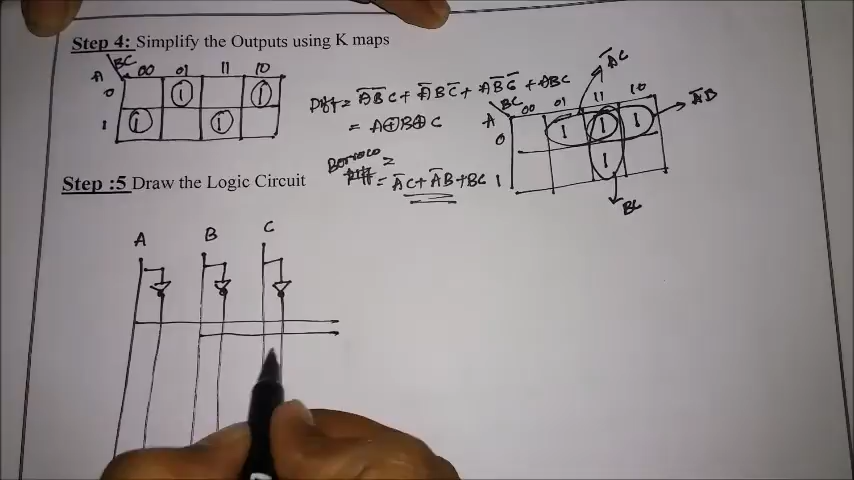 Step 4: Simplify the Outputs using K maps
BC
A 00 01 11 10
0 1 1
1 1 1
Diff = A̅B̅C + A̅BC̅ + AB̅C̅ + ABC
= A⊕B⊕C
Borrow =
= A̅C + A̅B + BC
A̅C
BC
A 00 01 11 10
0 1 1 1
1 1
A̅B
BC
Step :5 Draw the Logic Circuit
A B C